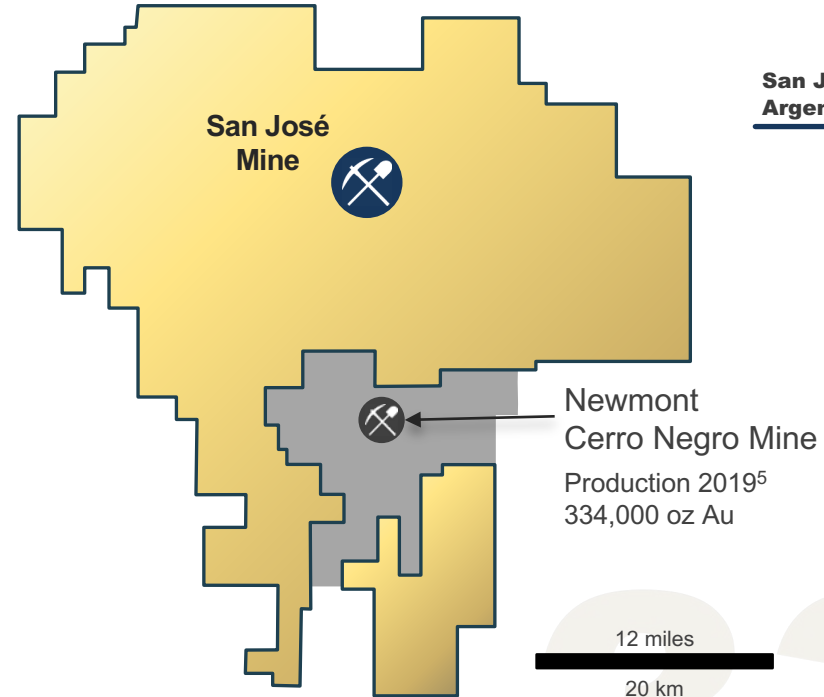 San José
Mine
Newmont
Cerro Negro Mine
Production 2019⁵
334,000 oz Au
12 miles
20 km